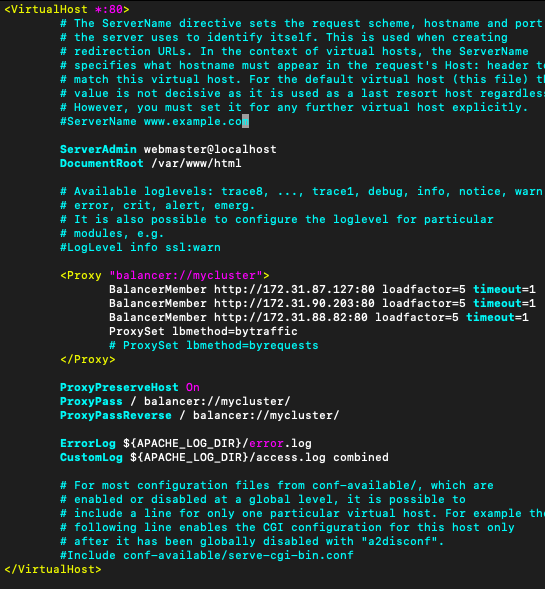 <VirtualHost *:80>
# The ServerName directive sets the request scheme, hostname and port
# the server uses to identify itself. This is used when creating
# redirection URLs. In the context of virtual hosts, the ServerName
# specifies what hostname must appear in the request's Host: header to
# match this virtual host. For the default virtual host (this file) th
# value is not decisive as it is used as a last resort host regardles
# However, you must set it for any further virtual host explicitly.
#ServerName www.example.co
ServerAdmin webmaster@localhost
DocumentRoot /var/www/html
# Available loglevels: trace8, ..., trace1, debug, info, notice, warn
# error, crit, alert, emerg.
# It is also possible to configure the loglevel for particular
# modules, e.g.
#LogLevel info ssl:warn
<Proxy "balancer://mycluster">
BalancerMember http://172.31.87.127:80 loadfactor=5 timeout=1
BalancerMember http://172.31.90.203:80 loadfactor=5 timeout=1
BalancerMember http://172.31.88.82:80 loadfactor=5 timeout=1
ProxySet lbmethod=bytraffic
# ProxySet lbmethod=byrequests
</Proxy>
ProxyPreserveHost On
ProxyPass / balancer://mycluster/
ProxyPassReverse / balancer://mycluster/
ErrorLog ${APACHE_LOG_DIR}/error.log
CustomLog ${APACHE_LOG_DIR}/access.log combined
# For most configuration files from conf-available/, which are
# enabled or disabled at a global level, it is possible to
# include a line for only one particular virtual host. For example the
# following line enables the CGI configuration for this host only
# after it has been globally disabled with "a2disconf".
#Include conf-available/serve-cgi-bin.conf
</VirtualHost>